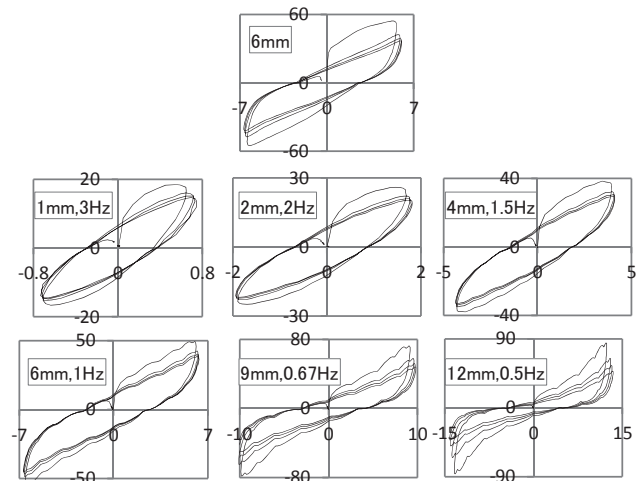 60
6mm
0
-7 0 7
-60
20 30 40
1mm,3Hz 2mm,2Hz 4mm,1.5Hz
0 0 0
-0.8 0 0.8 -2 0 2 -5 0 5
-20 -30 -40
50 80 90
6mm,1Hz 9mm,0.67Hz 12mm,0.5Hz
0 0 0
-7 0 7 -10 0 10 -15 0 15
-50 -80 -90